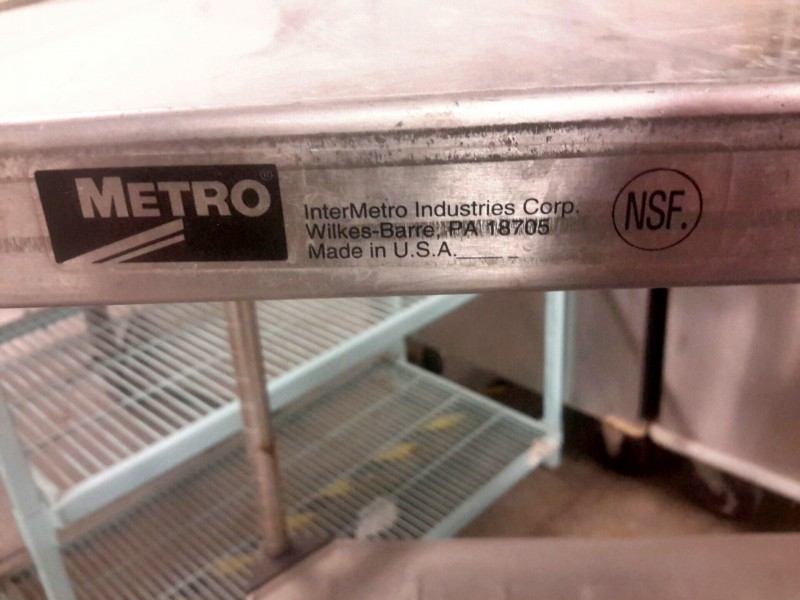 METRO®
InterMetro Industries Corp.
Wilkes-Barre, PA 18705
Made in U.S.A.
NSF.